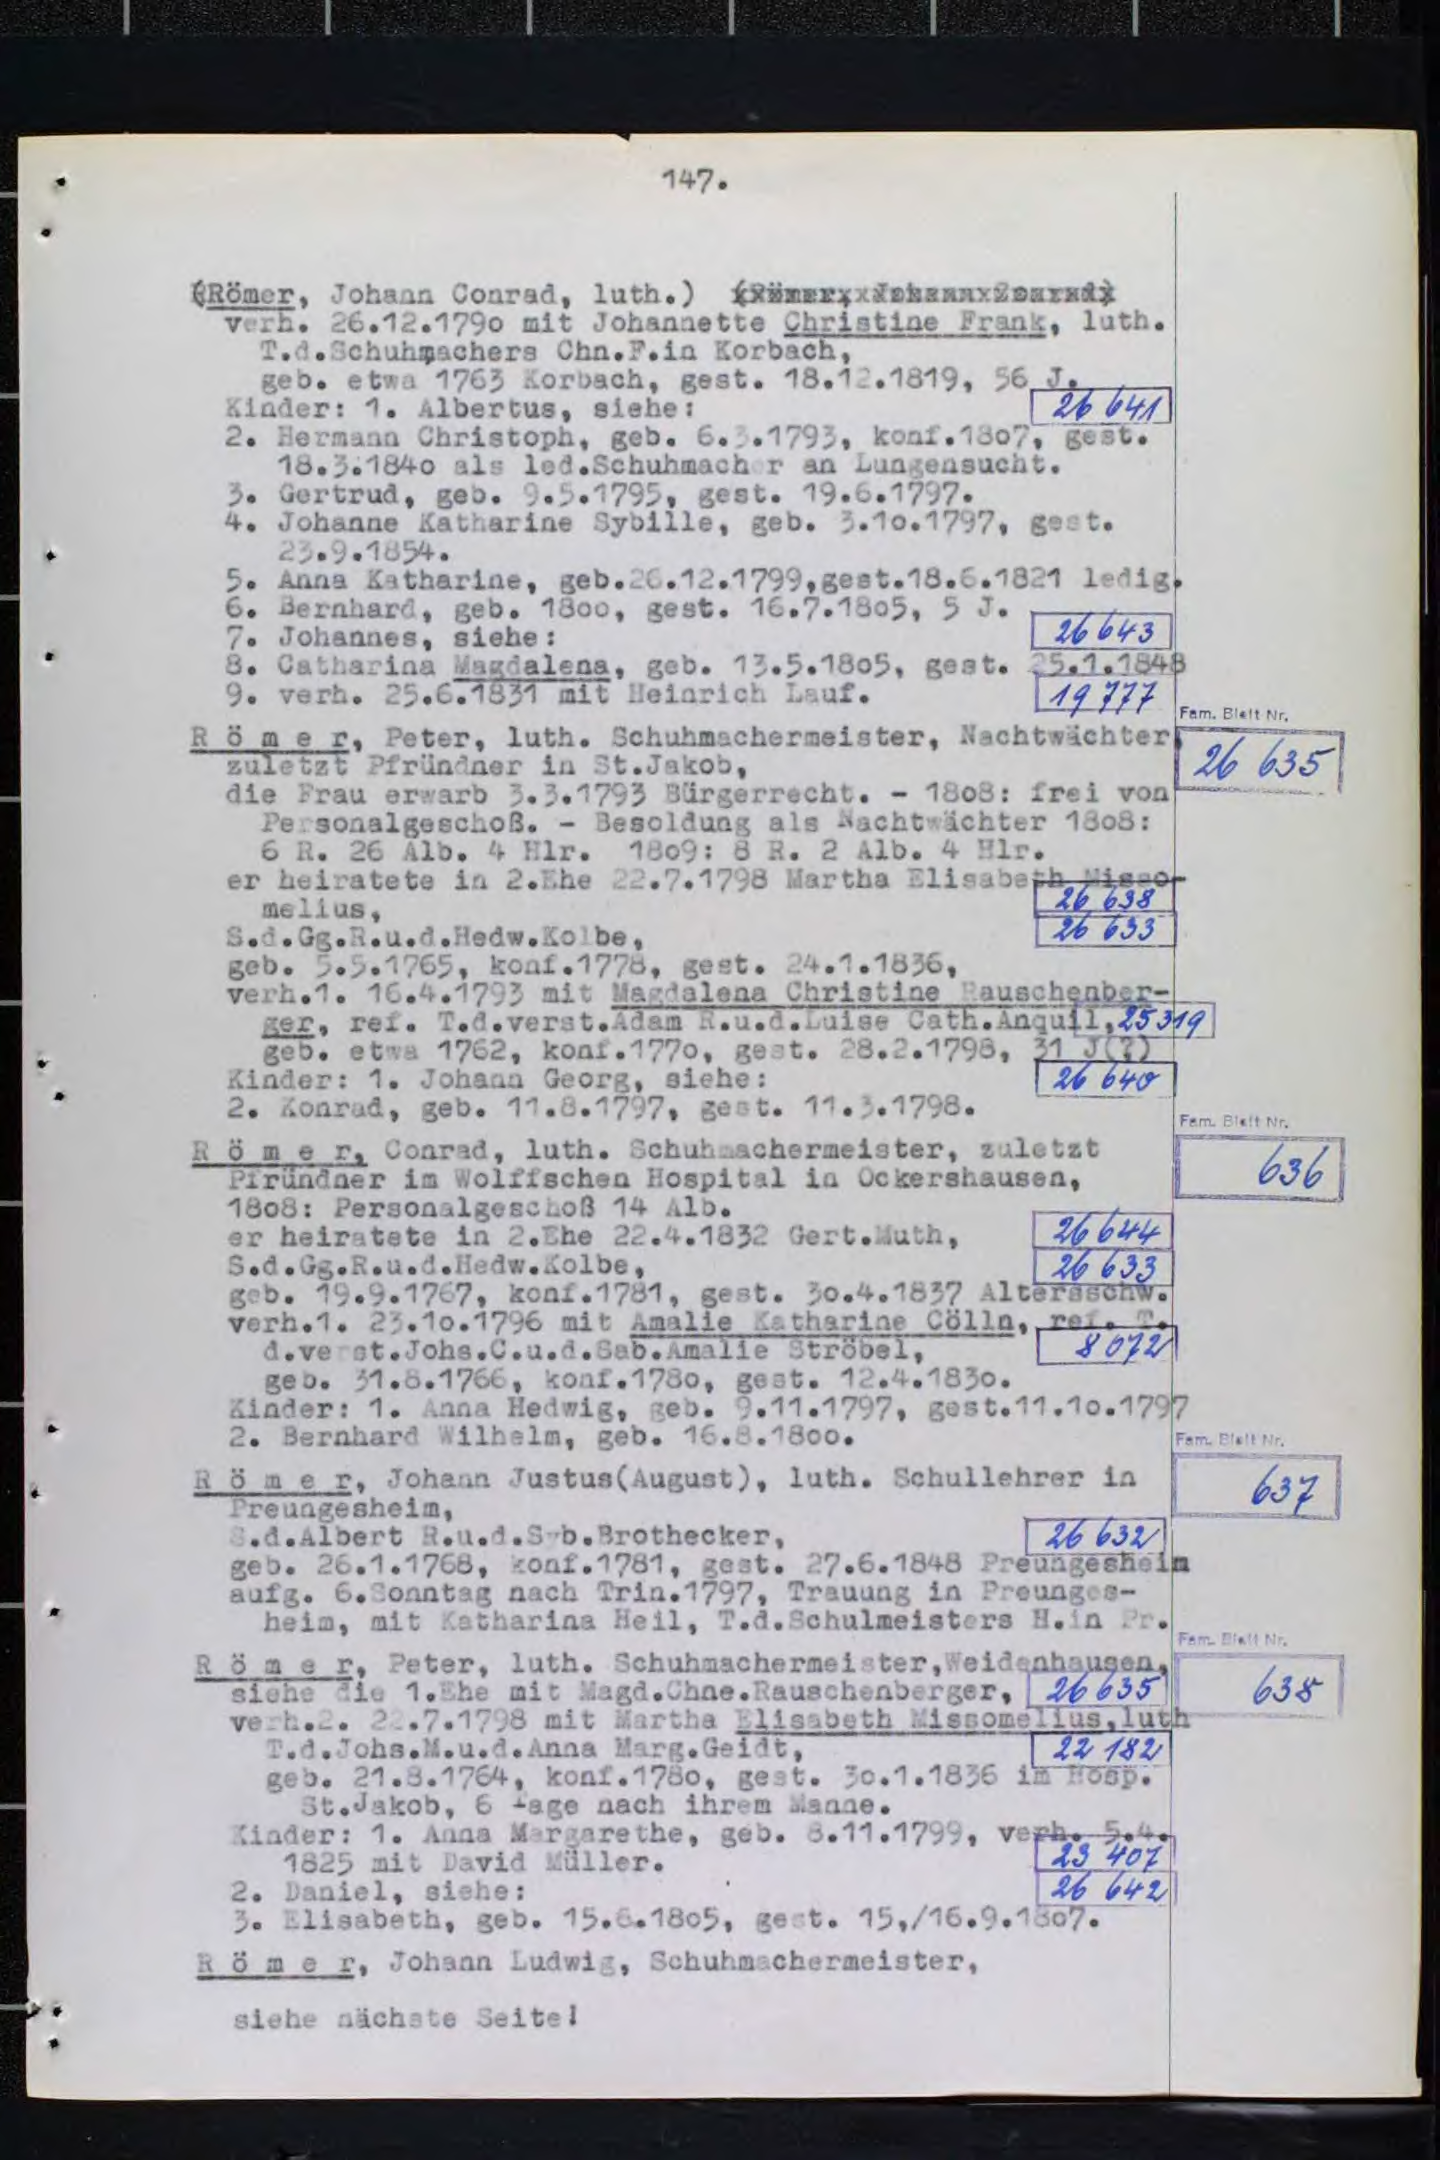 147.
(Römer, Johann Conrad, luth.) (Römer, Johann Conrad)
verh. 26.12.1790 mit Johannette Christine Frank, luth.
T.d.Schuhmachers Chn.F.in Korbach,
geb. etwa 1763 Korbach, gest. 18.12.1819, 56 J.
Kinder: 1. Albertus, siehe: 26 641
2. Hermann Christoph, geb. 6.3.1793, konf.1807, gest.
18.3.1840 als led.Schuhmacher an Lungensucht.
3. Gertrud, geb. 9.5.1795, gest. 19.6.1797.
4. Johanne Katharine Sybille, geb. 3.10.1797, gest.
23.9.1854.
5. Anna Katharine, geb.26.12.1799,gest.18.6.1821 ledig.
6. Bernhard, geb. 1800, gest. 16.7.1805, 5 J.
7. Johannes, siehe: 26 643
8. Catharina Magdalena, geb. 13.5.1805, gest. 25.1.1848
9. verh. 25.6.1831 mit Heinrich Lauf. 19 777
Fam. Blatt Nr.
R ö m e r, Peter, luth. Schuhmachermeister, Nachtwächter, 26 635
zuletzt Pfründner in St.Jakob,
die Frau erwarb 3.3.1793 Bürgerrecht. - 1808: frei von
Personalgeschoß. - Besoldung als Nachtwächter 1808:
6 R. 26 Alb. 4 Hlr. 1809: 8 R. 2 Alb. 4 Hlr.
er heiratete in 2.Ehe 22.7.1798 Martha Elisabeth Misso-
melius, 26 638
S.d.Gg.R.u.d.Hedw.Kolbe, 26 633
geb. 5.5.1765, konf.1778, gest. 24.1.1836,
verh.1. 16.4.1793 mit Magdalena Christine Rauschenber-
ger, ref. T.d.verst.Adam R.u.d.Luise Cath.Anquil, 25 319
geb. etwa 1762, konf.1770, gest. 28.2.1798, 31 J(?)
Kinder: 1. Johann Georg, siehe: 26 640
2. Konrad, geb. 11.8.1797, gest. 11.3.1798.
Fam. Blatt Nr.
R ö m e r, Conrad, luth. Schuhmachermeister, zuletzt 636
Pfründner im Wolffschen Hospital in Ockershausen,
1808: Personalgeschoß 14 Alb.
er heiratete in 2.Ehe 22.4.1832 Gert.Muth, 26 644
S.d.Gg.R.u.d.Hedw.Kolbe, 26 633
geb. 19.9.1767, konf.1781, gest. 30.4.1837 Altersschw.
verh.1. 23.10.1796 mit Amalie Katharine Cölln, ref. T.
d.verst.Johs.C.u.d.Sab.Amalie Ströbel, 8 072
geb. 31.8.1766, konf.1780, gest. 12.4.1830.
Kinder: 1. Anna Hedwig, geb. 9.11.1797, gest.11.10.1797
2. Bernhard Wilhelm, geb. 16.8.1800.
Fam. Blatt Nr.
R ö m e r, Johann Justus(August), luth. Schullehrer in 637
Preungesheim,
S.d.Albert R.u.d.Syb.Brothecker, 26 632
geb. 26.1.1768, konf.1781, gest. 27.6.1848 Preungesheim
aufg. 6.Sonntag nach Trin.1797, Trauung in Preunges-
heim, mit Katharina Heil, T.d.Schulmeisters H.in Pr.
Fam. Blatt Nr.
R ö m e r, Peter, luth. Schuhmachermeister,Weidenhausen,
siehe die 1.Ehe mit Magd.Chne.Rauschenberger, 26 635 638
verh.2. 22.7.1798 mit Martha Elisabeth Missomelius,luth
T.d.Johs.M.u.d.Anna Marg.Geidt, 22 182
geb. 21.8.1764, konf.1780, gest. 30.1.1836 im Hosp.
St.Jakob, 6 Tage nach ihrem Manne.
Kinder: 1. Anna Margarethe, geb. 8.11.1799, verh. 5.4.
1825 mit David Müller. 23 407
2. Daniel, siehe: 26 642
3. Elisabeth, geb. 15.6.1805, gest. 15,/16.9.1807.
R ö m e r, Johann Ludwig, Schuhmachermeister,
siehe nächste Seite!